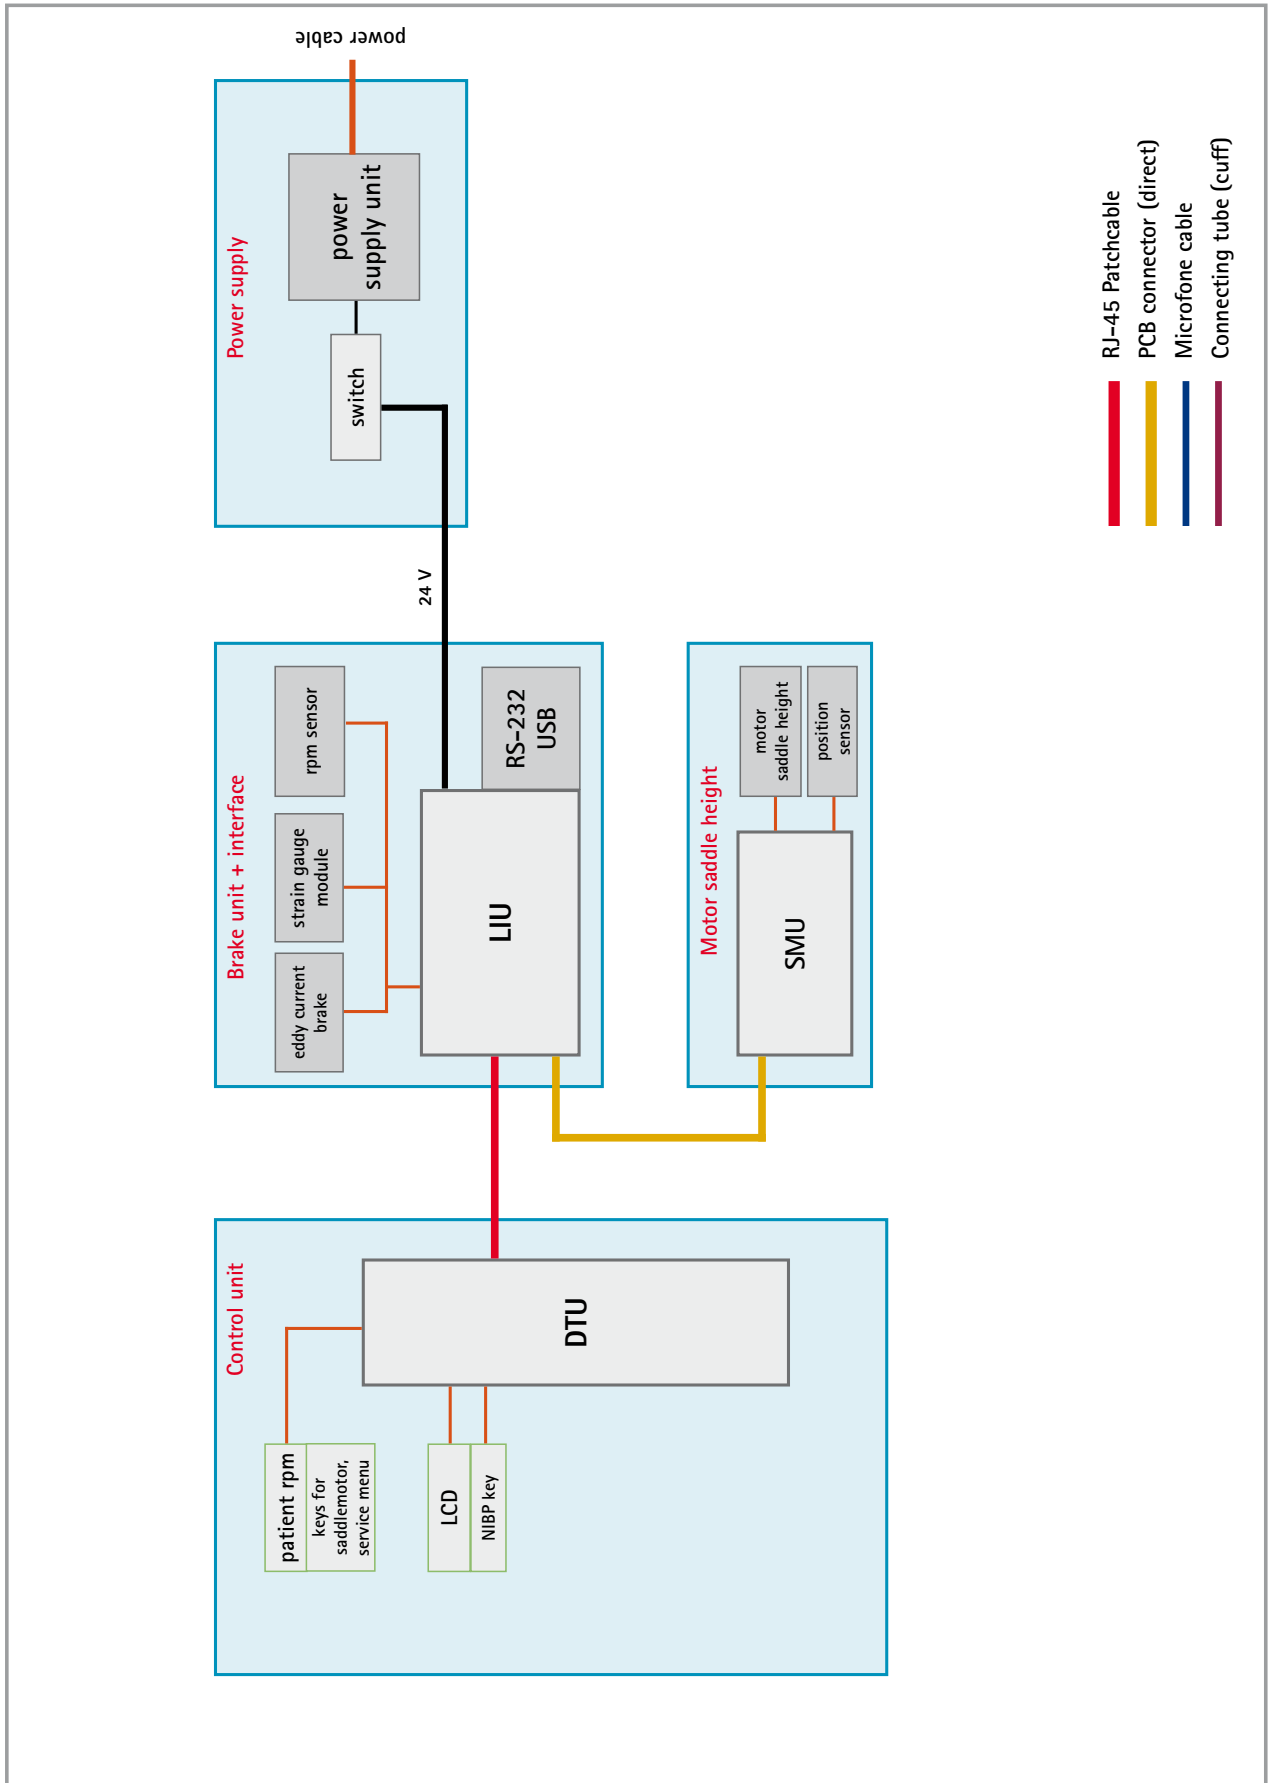 Control unit
patient rpm
keys for
saddlemotor,
service menu
LCD
NIBP key
DTU
Brake unit + interface
eddy current
brake
strain gauge
module
rpm sensor
LIU
RS-232
USB
Motor saddle height
SMU
motor
saddle height
position
sensor
24 V
Power supply
switch
power
supply unit
power cable
RJ-45 Patchcable
PCB connector (direct)
Microfone cable
Connecting tube (cuff)